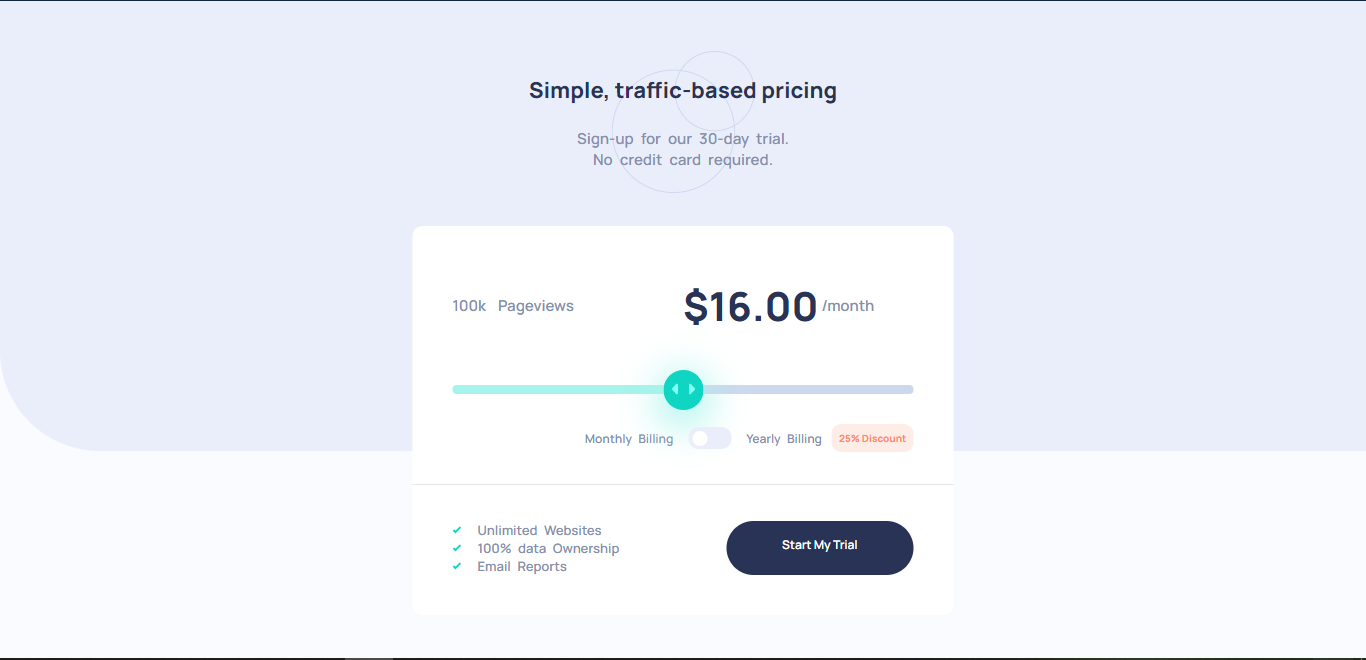 Simple, traffic-based pricing
Sign-up for our 30-day trial.
No credit card required.
100k Pageviews
$16.00 /month
Monthly Billing
Yearly Billing
25% Discount
Unlimited Websites
100% data Ownership
Email Reports
Start My Trial